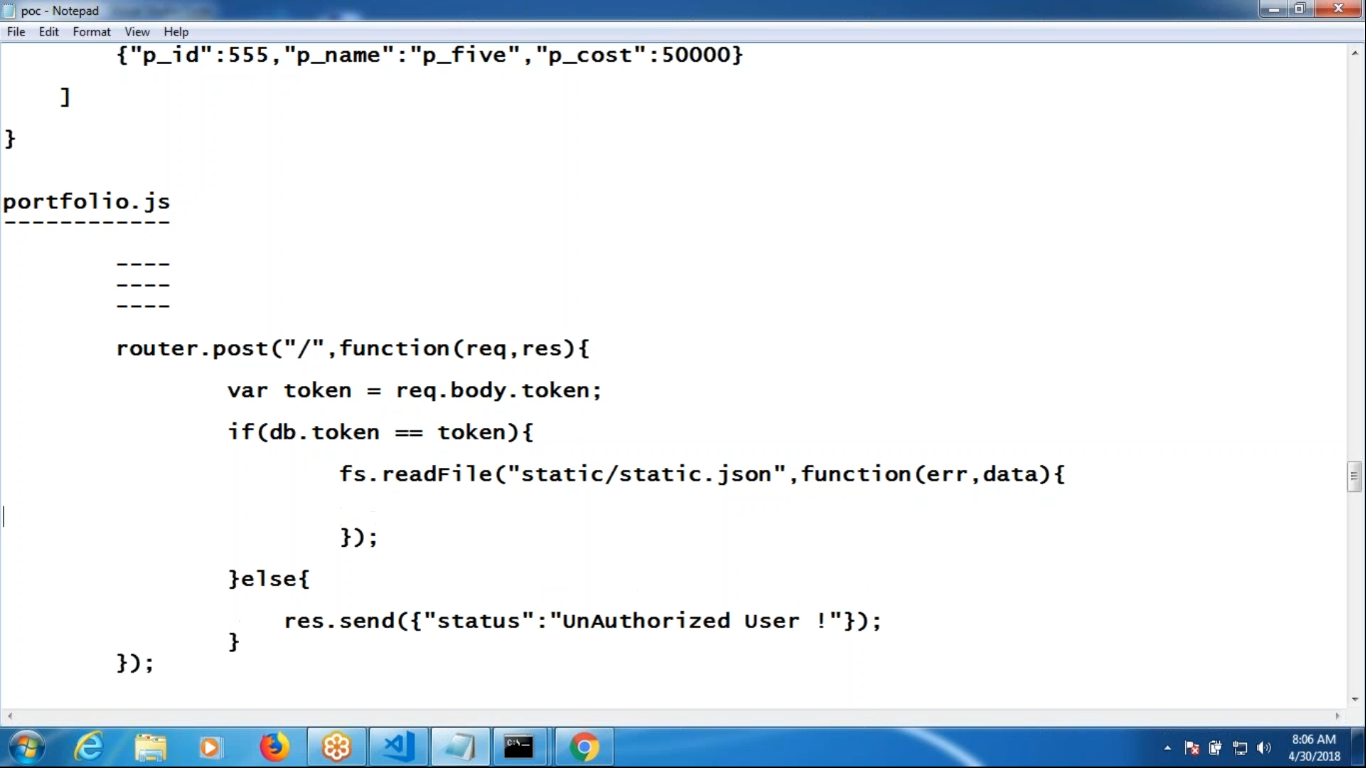 poc - Notepad
File Edit Format View Help
{"p_id":555,"p_name":"p_five","p_cost":50000}
]
}
portfolio.js
------------
----
----
----
router.post("/",function(req,res){
var token = req.body.token;
if(db.token == token){
fs.readFile("static/static.json",function(err,data){
});
}else{
res.send({"status":"UnAuthorized User !"});
}
});
8:06 AM
4/30/2018